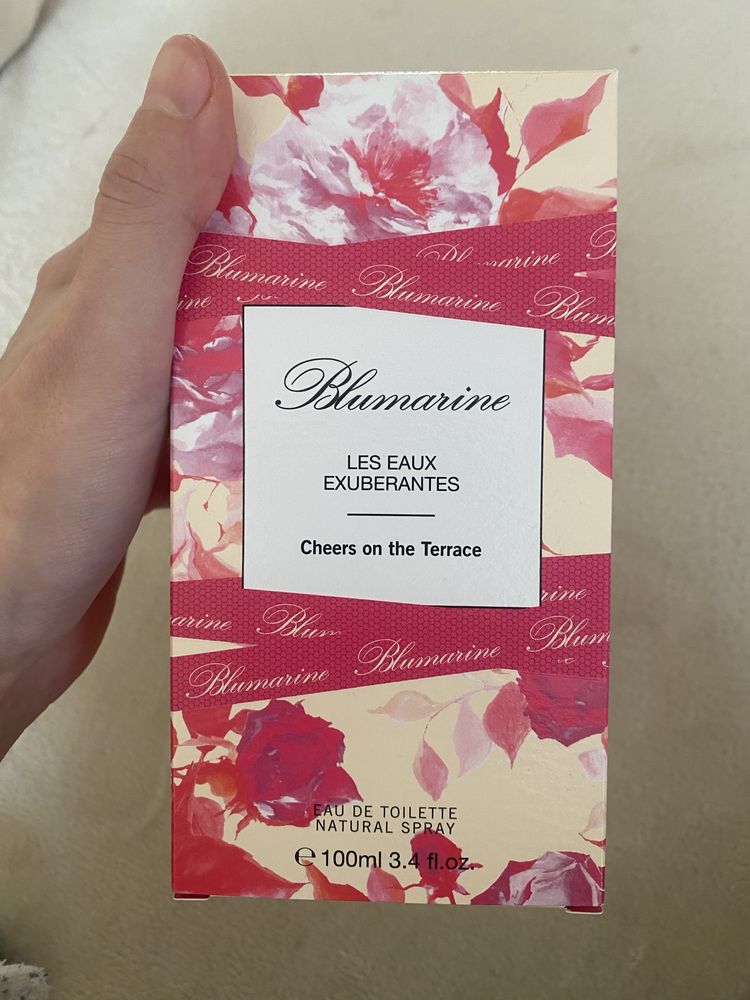 Blumarine
Blumarine
Blumarine
Blumarine
LES EAUX
EXUBERANTES
Cheers on the Terrace
Blumarine
Blumarine
EAU DE TOILETTE
NATURAL SPRAY
℮ 100ml 3.4 fl.oz.